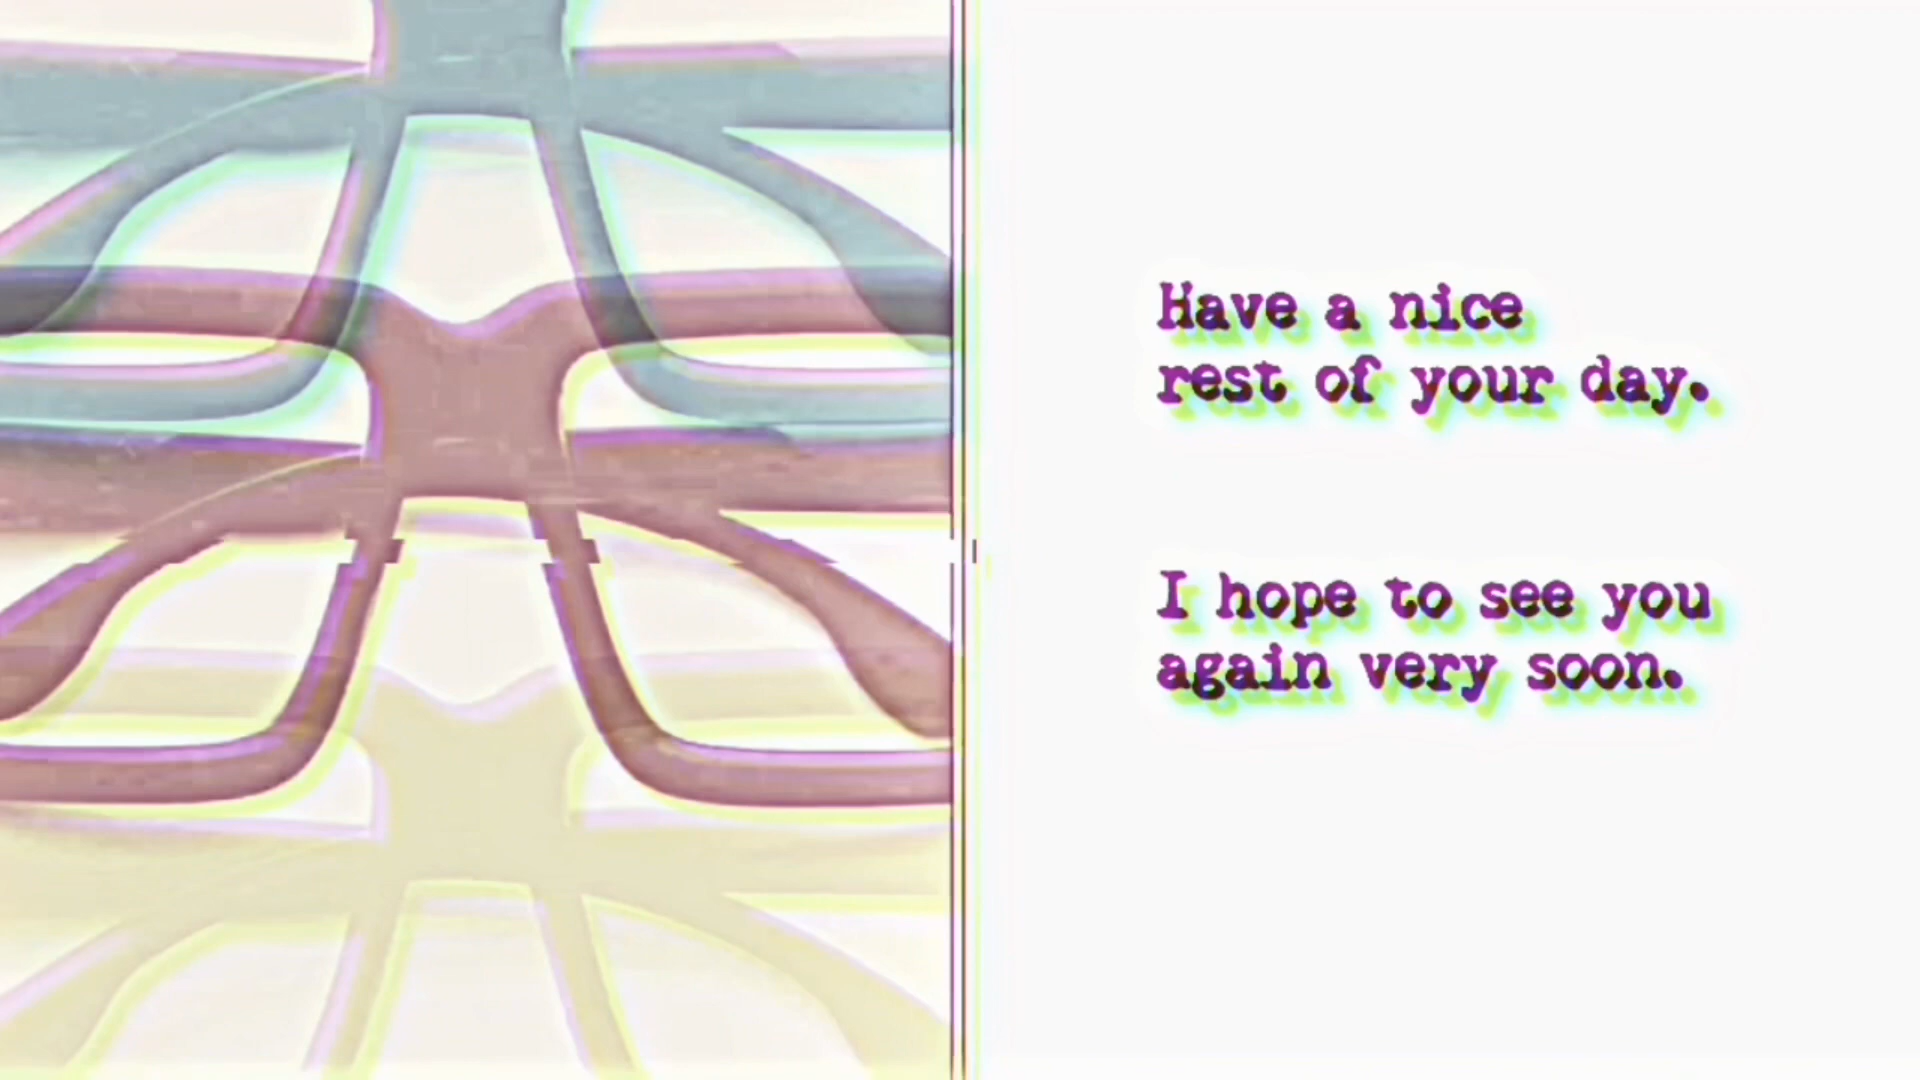 Have a nice
rest of your day.
I hope to see you
again very soon.